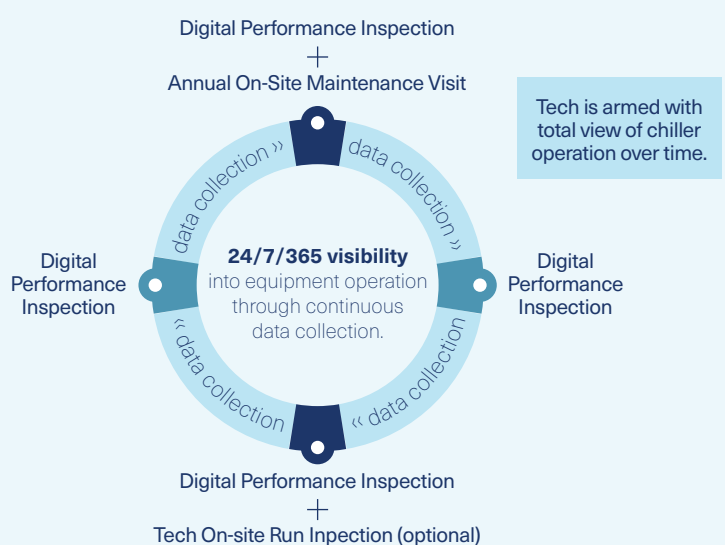 Digital Performance Inspection
+
Annual On-Site Maintenance Visit
Tech is armed with
total view of chiller
operation over time.
data collection »
data collection »
24/7/365 visibility
into equipment operation
through continuous
data collection.
Digital
Performance
Inspection
Digital
Performance
Inspection
« data collection
« data collection
Digital Performance Inspection
+
Tech On-site Run Inpection (optional)